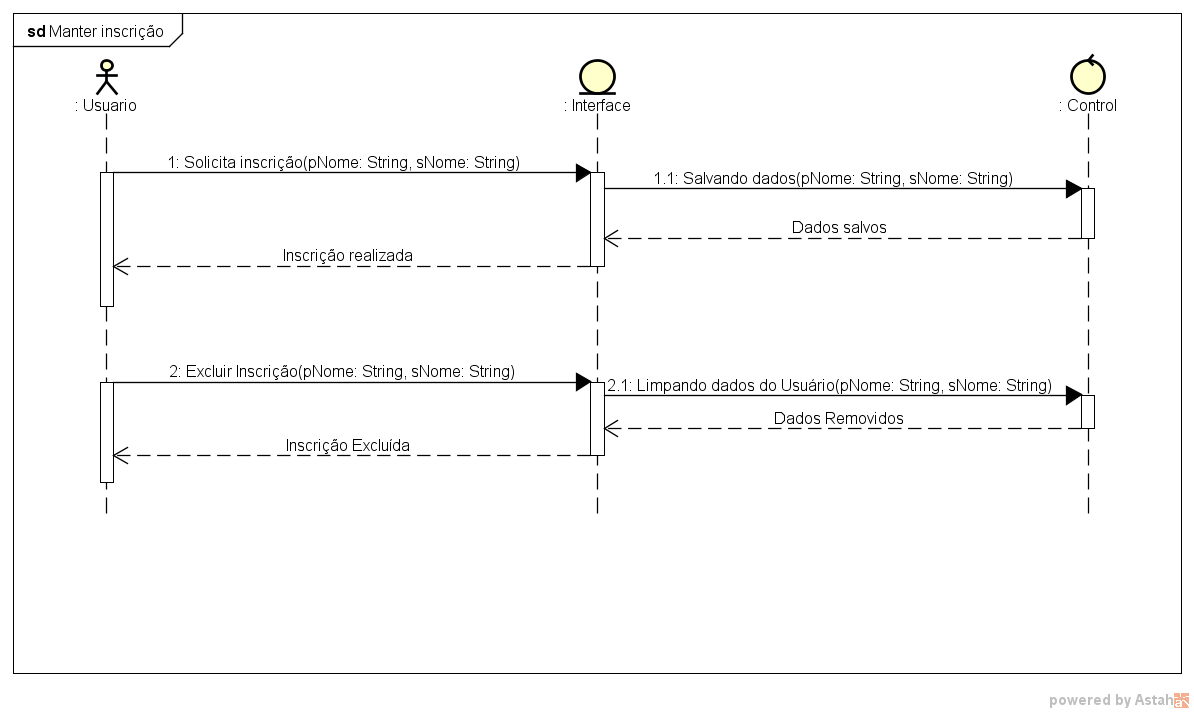 sd Manter inscrição
: Usuario
: Interface
: Control
1: Solicita inscrição(pNome: String, sNome: String)
1.1: Salvando dados(pNome: String, sNome: String)
Dados salvos
Inscrição realizada
2: Excluir Inscrição(pNome: String, sNome: String)
2.1: Limpando dados do Usuário(pNome: String, sNome: String)
Dados Removidos
Inscrição Excluída
powered by Astah